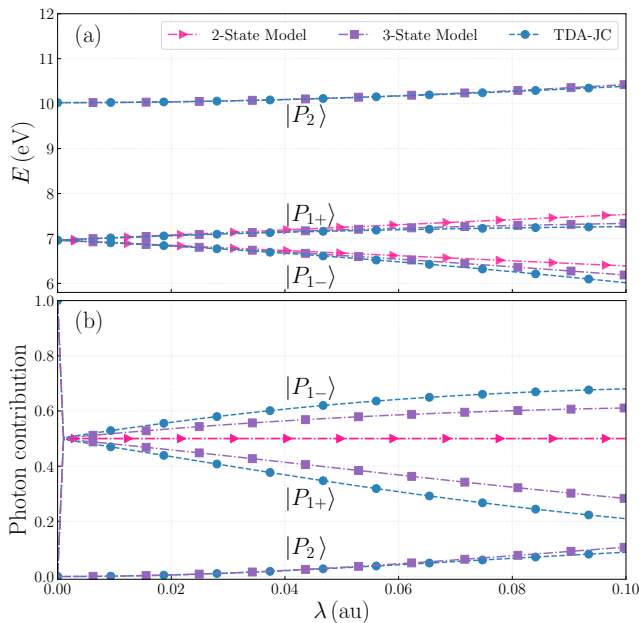 (a)
2-State Model
3-State Model
TDA-JC
12
11
10
9
8
7
6
E (eV)
|P₂⟩
|P₁₊⟩
|P₁₋⟩
(b)
1.0
0.8
0.6
0.4
0.2
0.0
Photon contribution
|P₁₋⟩
|P₁₊⟩
|P₂⟩
0.00 0.02 0.04 0.06 0.08 0.10
λ (au)